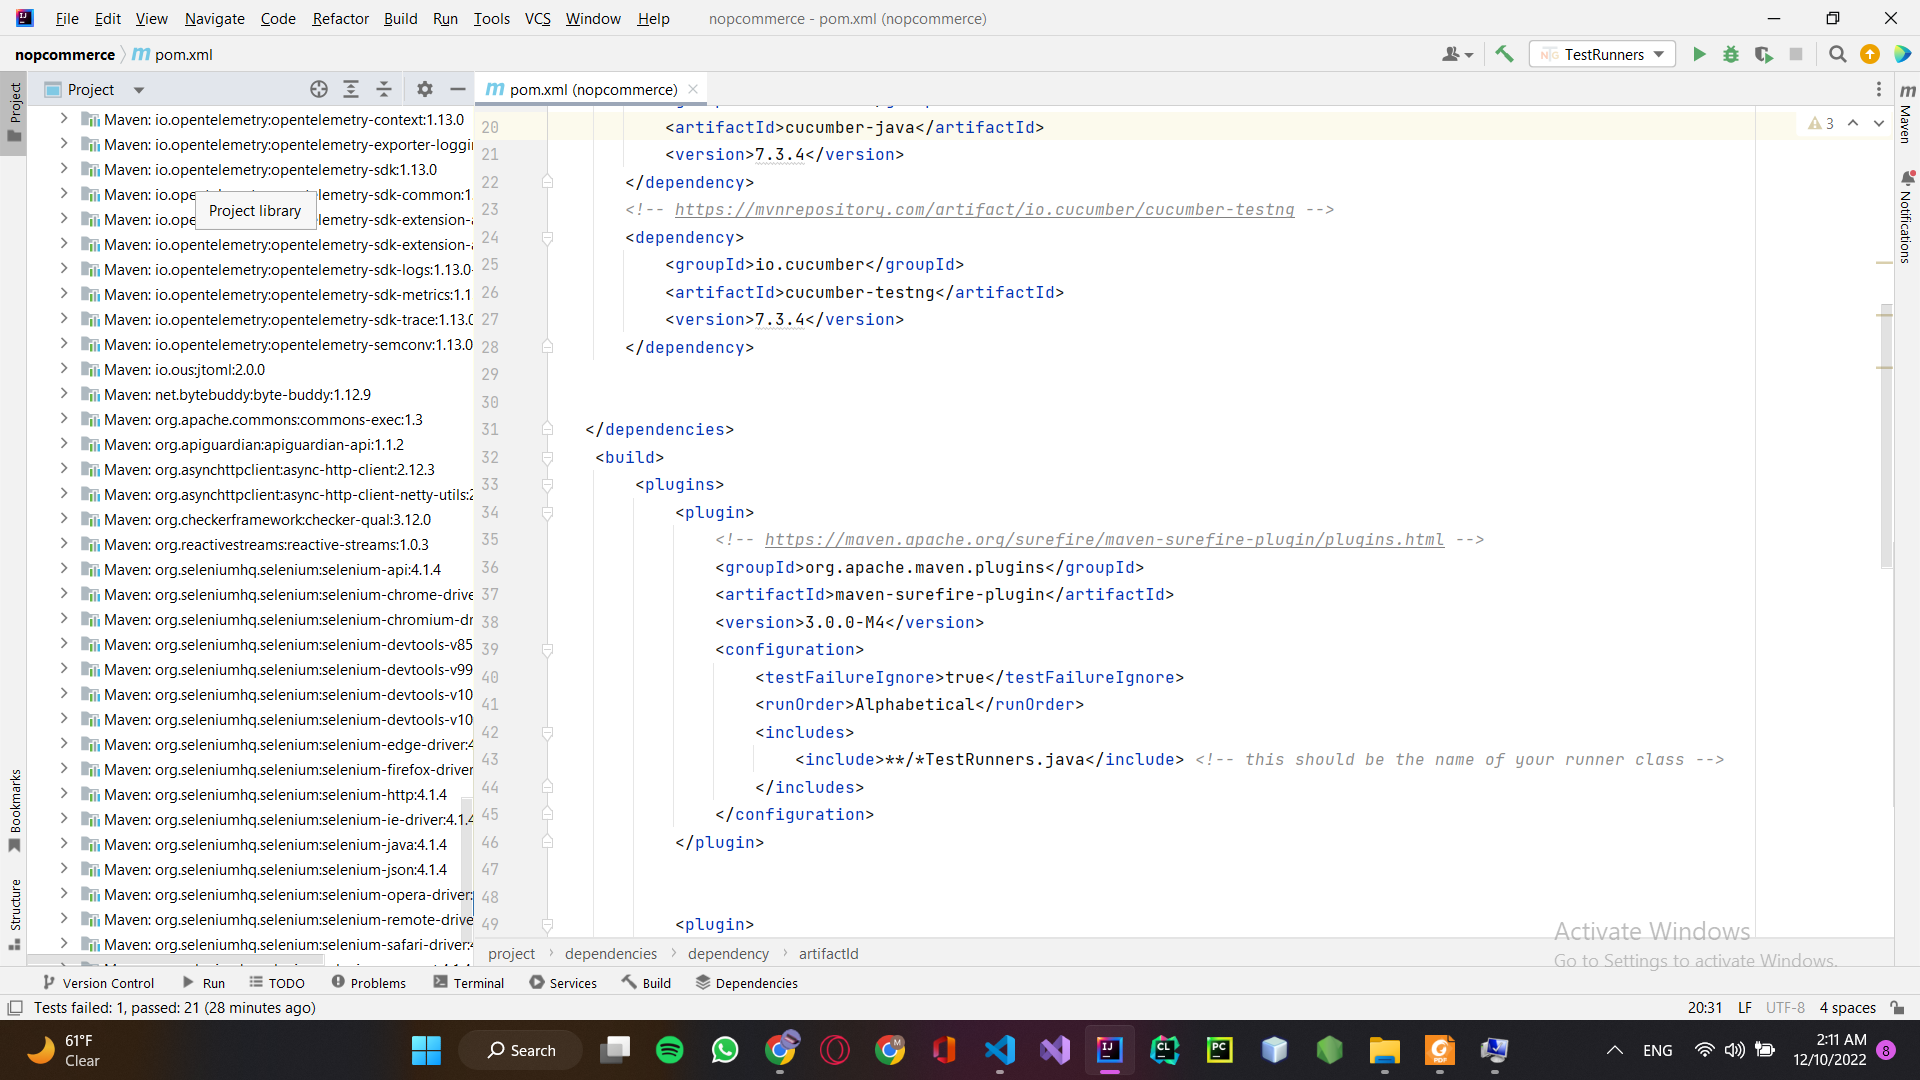 File Edit View Navigate Code Refactor Build Run Tools VCS Window Help nopcommerce - pom.xml (nopcommerce)
nopcommerce pom.xml TestRunners
Project
Project
pom.xml (nopcommerce)
Maven
Notifications
Bookmarks
Structure
Maven: io.opentelemetry:opentelemetry-context:1.13.0
Maven: io.opentelemetry:opentelemetry-exporter-loggi
Maven: io.opentelemetry:opentelemetry-sdk:1.13.0
Maven: io.opentelemetry:opentelemetry-sdk-common:1.
Project library
Maven: io.ope lemetry:opentelemetry-sdk-extension-a
Maven: io.opentelemetry:opentelemetry-sdk-extension-a
Maven: io.opentelemetry:opentelemetry-sdk-logs:1.13.0-
Maven: io.opentelemetry:opentelemetry-sdk-metrics:1.1
Maven: io.opentelemetry:opentelemetry-sdk-trace:1.13.0
Maven: io.opentelemetry:opentelemetry-semconv:1.13.0
Maven: io.ous:jtoml:2.0.0
Maven: net.bytebuddy:byte-buddy:1.12.9
Maven: org.apache.commons:commons-exec:1.3
Maven: org.apiguardian:apiguardian-api:1.1.2
Maven: org.asynchttpclient:async-http-client:2.12.3
Maven: org.asynchttpclient:async-http-client-netty-utils:2
Maven: org.checkerframework:checker-qual:3.12.0
Maven: org.reactivestreams:reactive-streams:1.0.3
Maven: org.seleniumhq.selenium:selenium-api:4.1.4
Maven: org.seleniumhq.selenium:selenium-chrome-drive
Maven: org.seleniumhq.selenium:selenium-chromium-dr
Maven: org.seleniumhq.selenium:selenium-devtools-v85
Maven: org.seleniumhq.selenium:selenium-devtools-v99
Maven: org.seleniumhq.selenium:selenium-devtools-v10
Maven: org.seleniumhq.selenium:selenium-devtools-v10
Maven: org.seleniumhq.selenium:selenium-edge-driver:4
Maven: org.seleniumhq.selenium:selenium-firefox-driver
Maven: org.seleniumhq.selenium:selenium-http:4.1.4
Maven: org.seleniumhq.selenium:selenium-ie-driver:4.1.4
Maven: org.seleniumhq.selenium:selenium-java:4.1.4
Maven: org.seleniumhq.selenium:selenium-json:4.1.4
Maven: org.seleniumhq.selenium:selenium-opera-driver:
Maven: org.seleniumhq.selenium:selenium-remote-drive
Maven: org.seleniumhq.selenium:selenium-safari-driver:4
3
20 <artifactId>cucumber-java</artifactId>
21 <version>7.3.4</version>
22 </dependency>
23 <!-- https://mvnrepository.com/artifact/io.cucumber/cucumber-testng -->
24 <dependency>
25 <groupId>io.cucumber</groupId>
26 <artifactId>cucumber-testng</artifactId>
27 <version>7.3.4</version>
28 </dependency>
29
30
31 </dependencies>
32 <build>
33 <plugins>
34 <plugin>
35 <!-- https://maven.apache.org/surefire/maven-surefire-plugin/plugins.html -->
36 <groupId>org.apache.maven.plugins</groupId>
37 <artifactId>maven-surefire-plugin</artifactId>
38 <version>3.0.0-M4</version>
39 <configuration>
40 <testFailureIgnore>true</testFailureIgnore>
41 <runOrder>Alphabetical</runOrder>
42 <includes>
43 <include>**/*TestRunners.java</include> <!-- this should be the name of your runner class -->
44 </includes>
45 </configuration>
46 </plugin>
47
48
49 <plugin>
Activate Windows
Go to Settings to activate Windows.
project dependencies dependency artifactId
Version Control Run TODO Problems Terminal Services Build Dependencies
Tests failed: 1, passed: 21 (28 minutes ago) 20:31 LF UTF-8 4 spaces
61°F
Clear
Search
ENG
2:11 AM
12/10/2022
8